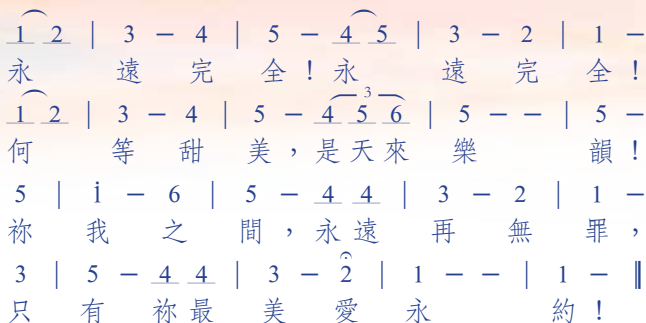 1 2 | 3 − 4 | 5 − 4 5 | 3 − 2 | 1 −
永 遠 完 全！永 遠 完 全！
1 2 | 3 − 4 | 5 − 3 4 5 6 | 5 − − | 5 −
何 等 甜 美，是天來 樂 韻！
5 | i − 6 | 5 − 4 4 | 3 − 2 | 1 −
祢 我 之 間，永遠 再 無 罪，
3 | 5 − 4 4 | 3 − 2 | 1 − − | 1 − ‖
只 有 祢最 美 愛 永 約！